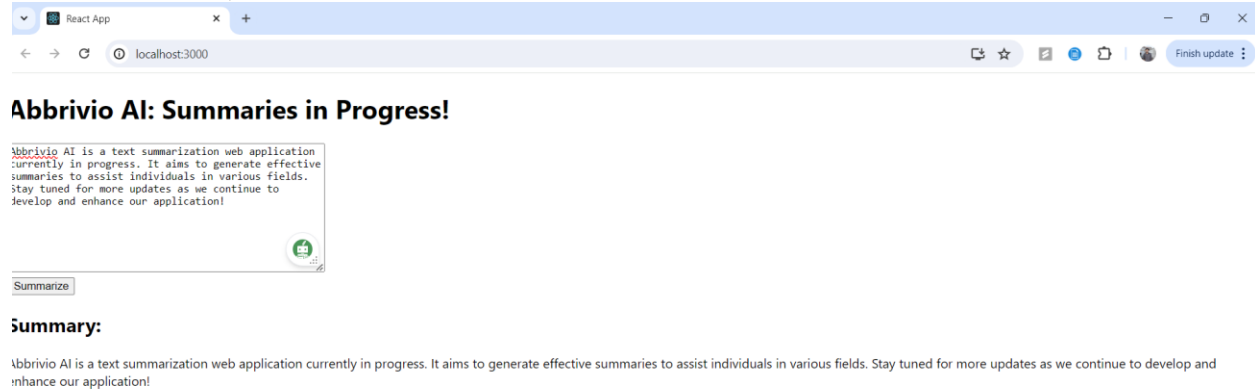 React App
localhost:3000
Finish update
Abbrivio AI: Summaries in Progress!
Abbrivio AI is a text summarization web application
currently in progress. It aims to generate effective
summaries to assist individuals in various fields.
Stay tuned for more updates as we continue to
develop and enhance our application!
Summarize
Summary:
Abbrivio AI is a text summarization web application currently in progress. It aims to generate effective summaries to assist individuals in various fields. Stay tuned for more updates as we continue to develop and
enhance our application!